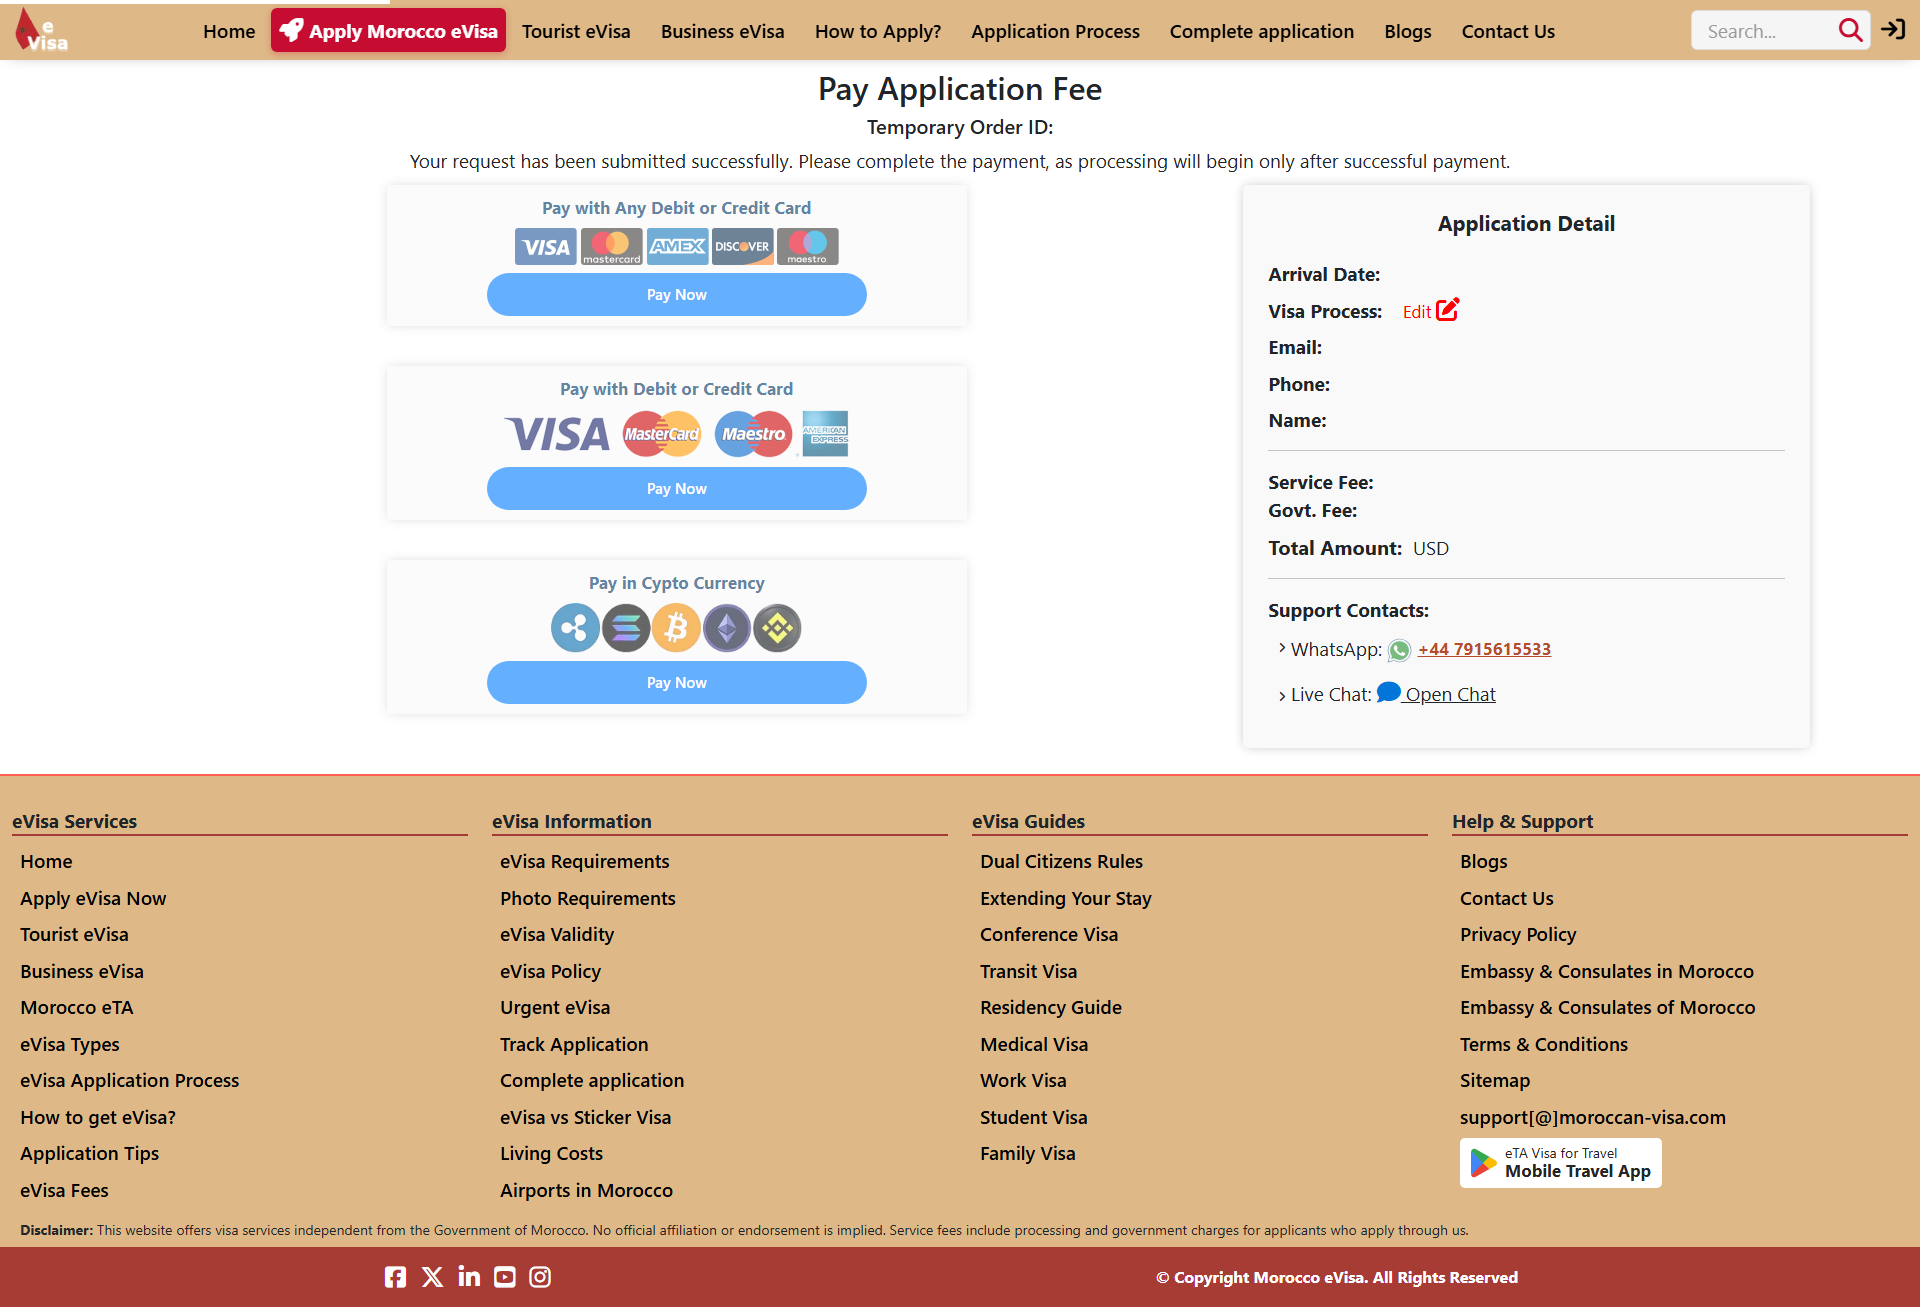 e
Visa
Home
Apply Morocco eVisa
Tourist eVisa
Business eVisa
How to Apply?
Application Process
Complete application
Blogs
Contact Us
Search...
Pay Application Fee
Temporary Order ID:
Your request has been submitted successfully. Please complete the payment, as processing will begin only after successful payment.
Pay with Any Debit or Credit Card
VISA
mastercard
AMEX
DISCOVER
maestro
Pay Now
Pay with Debit or Credit Card
VISA
MasterCard
Maestro
AMERICAN EXPRESS
Pay Now
Pay in Cypto Currency
Pay Now
Application Detail
Arrival Date:
Visa Process: Edit
Email:
Phone:
Name:
Service Fee:
Govt. Fee:
Total Amount: USD
Support Contacts:
WhatsApp: +44 7915615533
Live Chat: Open Chat
eVisa Services
Home
Apply eVisa Now
Tourist eVisa
Business eVisa
Morocco eTA
eVisa Types
eVisa Application Process
How to get eVisa?
Application Tips
eVisa Fees
eVisa Information
eVisa Requirements
Photo Requirements
eVisa Validity
eVisa Policy
Urgent eVisa
Track Application
Complete application
eVisa vs Sticker Visa
Living Costs
Airports in Morocco
eVisa Guides
Dual Citizens Rules
Extending Your Stay
Conference Visa
Transit Visa
Residency Guide
Medical Visa
Work Visa
Student Visa
Family Visa
Help & Support
Blogs
Contact Us
Privacy Policy
Embassy & Consulates in Morocco
Embassy & Consulates of Morocco
Terms & Conditions
Sitemap
support[@]moroccan-visa.com
eTA Visa for Travel
Mobile Travel App
Disclaimer: This website offers visa services independent from the Government of Morocco. No official affiliation or endorsement is implied. Service fees include processing and government charges for applicants who apply through us.
© Copyright Morocco eVisa. All Rights Reserved